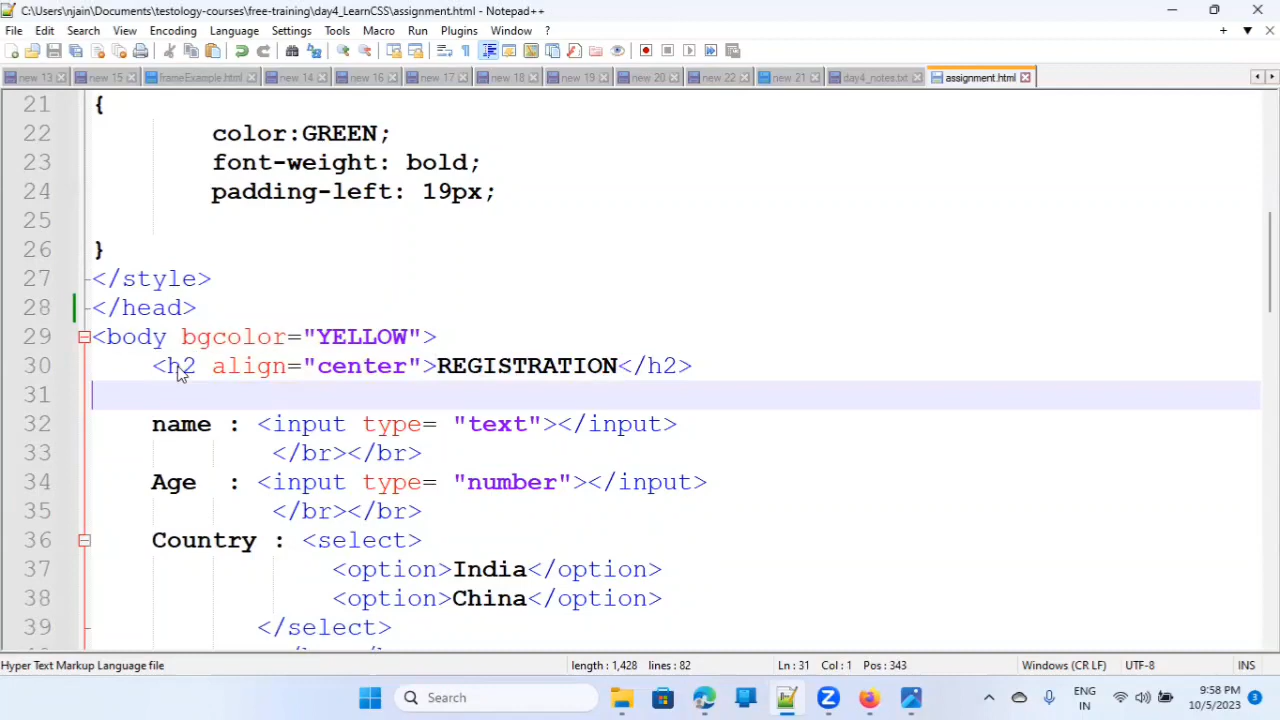 C:\Users\njain\Documents\testology-courses\free-training\day4_LearnCSS\assignment.html - Notepad++
File Edit Search View Encoding Language Settings Tools Macro Run Plugins Window ?
new 13 new 15 frameExample.html new 14 new 16 new 17 new 18 new 19 new 20 new 22 new 21 day4_notes.txt assignment.html
21 {
22 color:GREEN;
23 font-weight: bold;
24 padding-left: 19px;
25
26 }
27 </style>
28 </head>
29 <body bgcolor="YELLOW">
30 <h2 align="center">REGISTRATION</h2>
31
32 name : <input type= "text"></input>
33 </br></br>
34 Age : <input type= "number"></input>
35 </br></br>
36 Country : <select>
37 <option>India</option>
38 <option>China</option>
39 </select>
Hyper Text Markup Language file length : 1,428 lines : 82 Ln : 31 Col : 1 Pos : 343 Windows (CR LF) UTF-8 INS
Search
ENG
IN
9:58 PM
10/5/2023
3